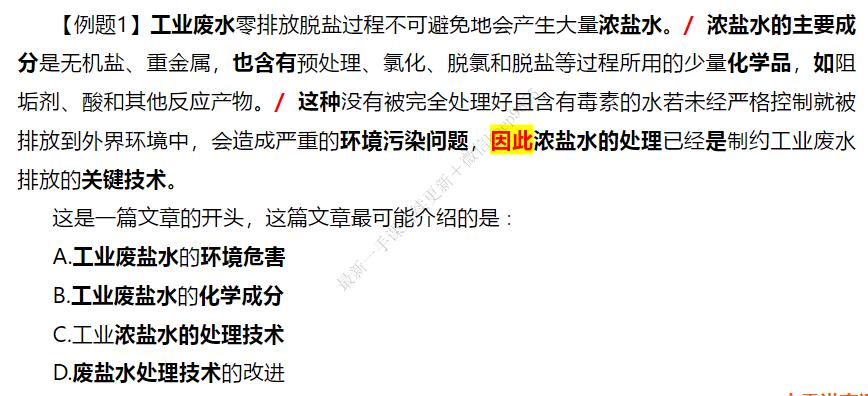 【例题1】工业废水零排放脱盐过程不可避免地会产生大量浓盐水。/ 浓盐水的主要成
分是无机盐、重金属，也含有预处理、氯化、脱氯和脱盐等过程所用的少量化学品，如阻
垢剂、酸和其他反应产物。/ 这种没有被完全处理好且含有毒素的水若未经严格控制就被
排放到外界环境中，会造成严重的环境污染问题，因此浓盐水的处理已经是制约工业废水
排放的关键技术。
这是一篇文章的开头，这篇文章最可能介绍的是：
A.工业废盐水的环境危害
B.工业废盐水的化学成分
C.工业浓盐水的处理技术
D.废盐水处理技术的改进